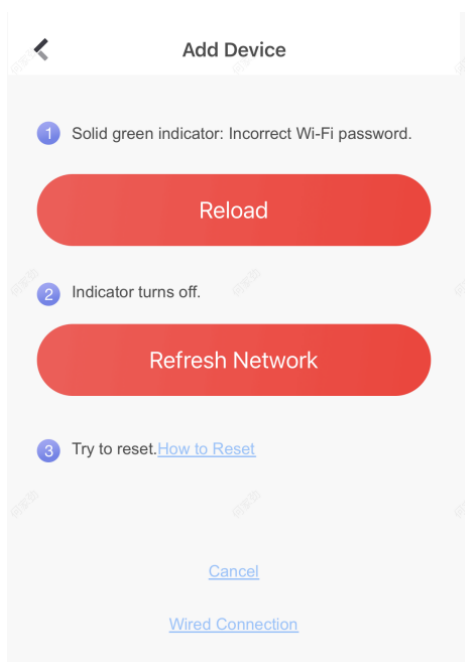 Add Device
1 Solid green indicator: Incorrect Wi-Fi password.
Reload
2 Indicator turns off.
Refresh Network
3 Try to reset.How to Reset
Cancel
Wired Connection